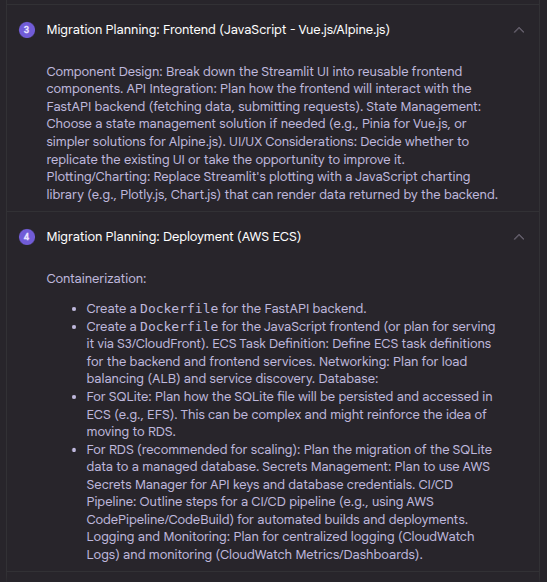 3 Migration Planning: Frontend (JavaScript - Vue.js/Alpine.js)
Component Design: Break down the Streamlit UI into reusable frontend
components. API Integration: Plan how the frontend will interact with the
FastAPI backend (fetching data, submitting requests). State Management:
Choose a state management solution if needed (e.g., Pinia for Vue.js, or
simpler solutions for Alpine.js). UI/UX Considerations: Decide whether to
replicate the existing UI or take the opportunity to improve it.
Plotting/Charting: Replace Streamlit's plotting with a JavaScript charting
library (e.g., Plotly.js, Chart.js) that can render data returned by the backend.
4 Migration Planning: Deployment (AWS ECS)
Containerization:
• Create a Dockerfile for the FastAPI backend.
• Create a Dockerfile for the JavaScript frontend (or plan for serving
it via S3/CloudFront). ECS Task Definition: Define ECS task definitions
for the backend and frontend services. Networking: Plan for load
balancing (ALB) and service discovery. Database:
• For SQLite: Plan how the SQLite file will be persisted and accessed in
ECS (e.g., EFS). This can be complex and might reinforce the idea of
moving to RDS.
• For RDS (recommended for scaling): Plan the migration of the SQLite
data to a managed database. Secrets Management: Plan to use AWS
Secrets Manager for API keys and database credentials. CI/CD
Pipeline: Outline steps for a CI/CD pipeline (e.g., using AWS
CodePipeline/CodeBuild) for automated builds and deployments.
Logging and Monitoring: Plan for centralized logging (CloudWatch
Logs) and monitoring (CloudWatch Metrics/Dashboards).